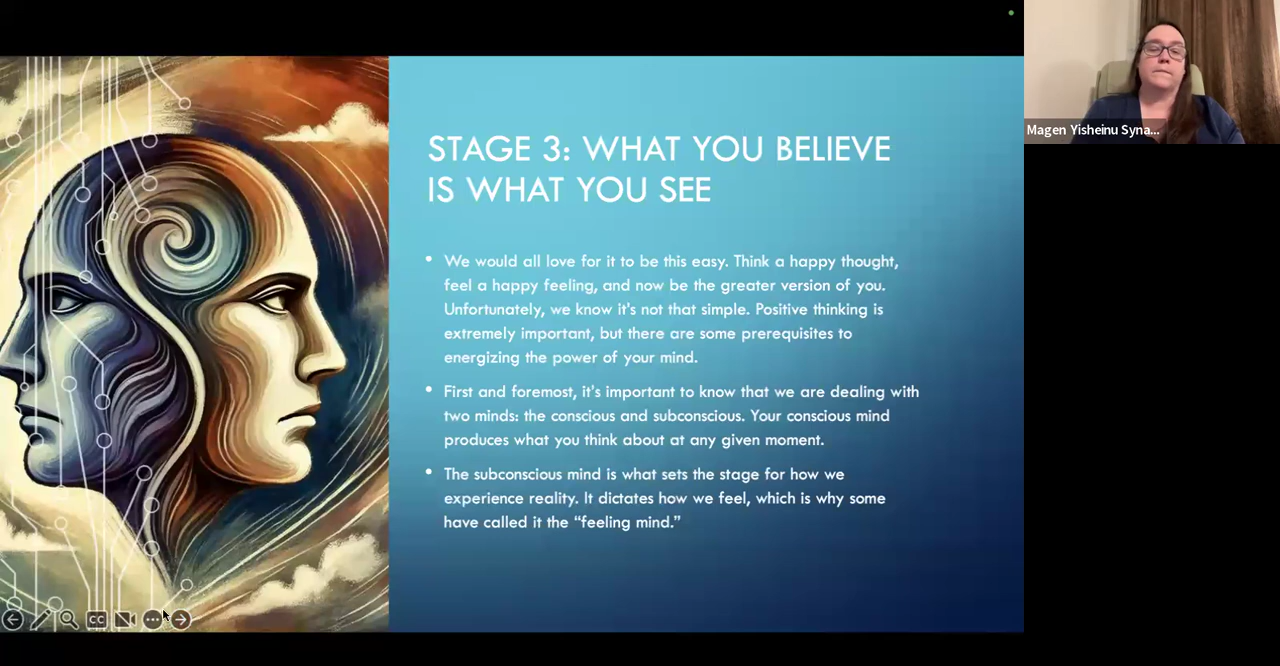 STAGE 3: WHAT YOU BELIEVE
IS WHAT YOU SEE
• We would all love for it to be this easy. Think a happy thought,
feel a happy feeling, and now be the greater version of you.
Unfortunately, we know it's not that simple. Positive thinking is
extremely important, but there are some prerequisites to
energizing the power of your mind.
• First and foremost, it's important to know that we are dealing with
two minds: the conscious and subconscious. Your conscious mind
produces what you think about at any given moment.
• The subconscious mind is what sets the stage for how we
experience reality. It dictates how we feel, which is why some
have called it the “feeling mind.”
Magen Yisheinu Syna...
CC